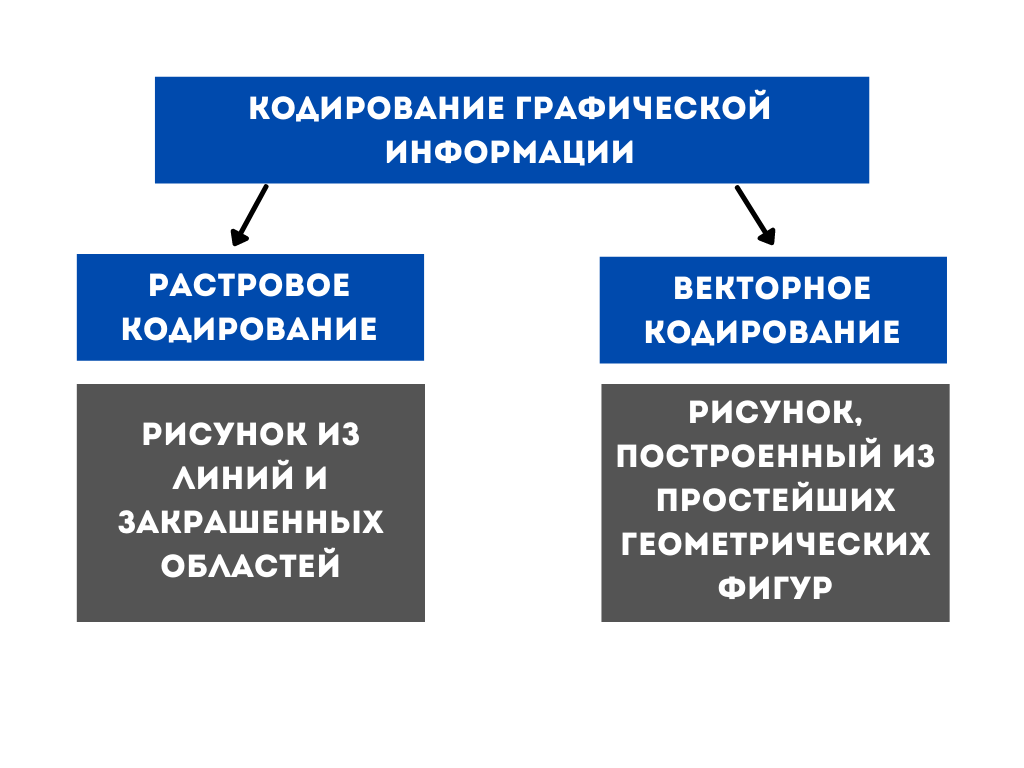 КОДИРОВАНИЕ ГРАФИЧЕСКОЙ
ИНФОРМАЦИИ
РАСТРОВОЕ
КОДИРОВАНИЕ
РИСУНОК ИЗ
ЛИНИЙ И
ЗАКРАШЕННЫХ
ОБЛАСТЕЙ
ВЕКТОРНОЕ
КОДИРОВАНИЕ
РИСУНОК,
ПОСТРОЕННЫЙ ИЗ
ПРОСТЕЙШИХ
ГЕОМЕТРИЧЕСКИХ
ФИГУР